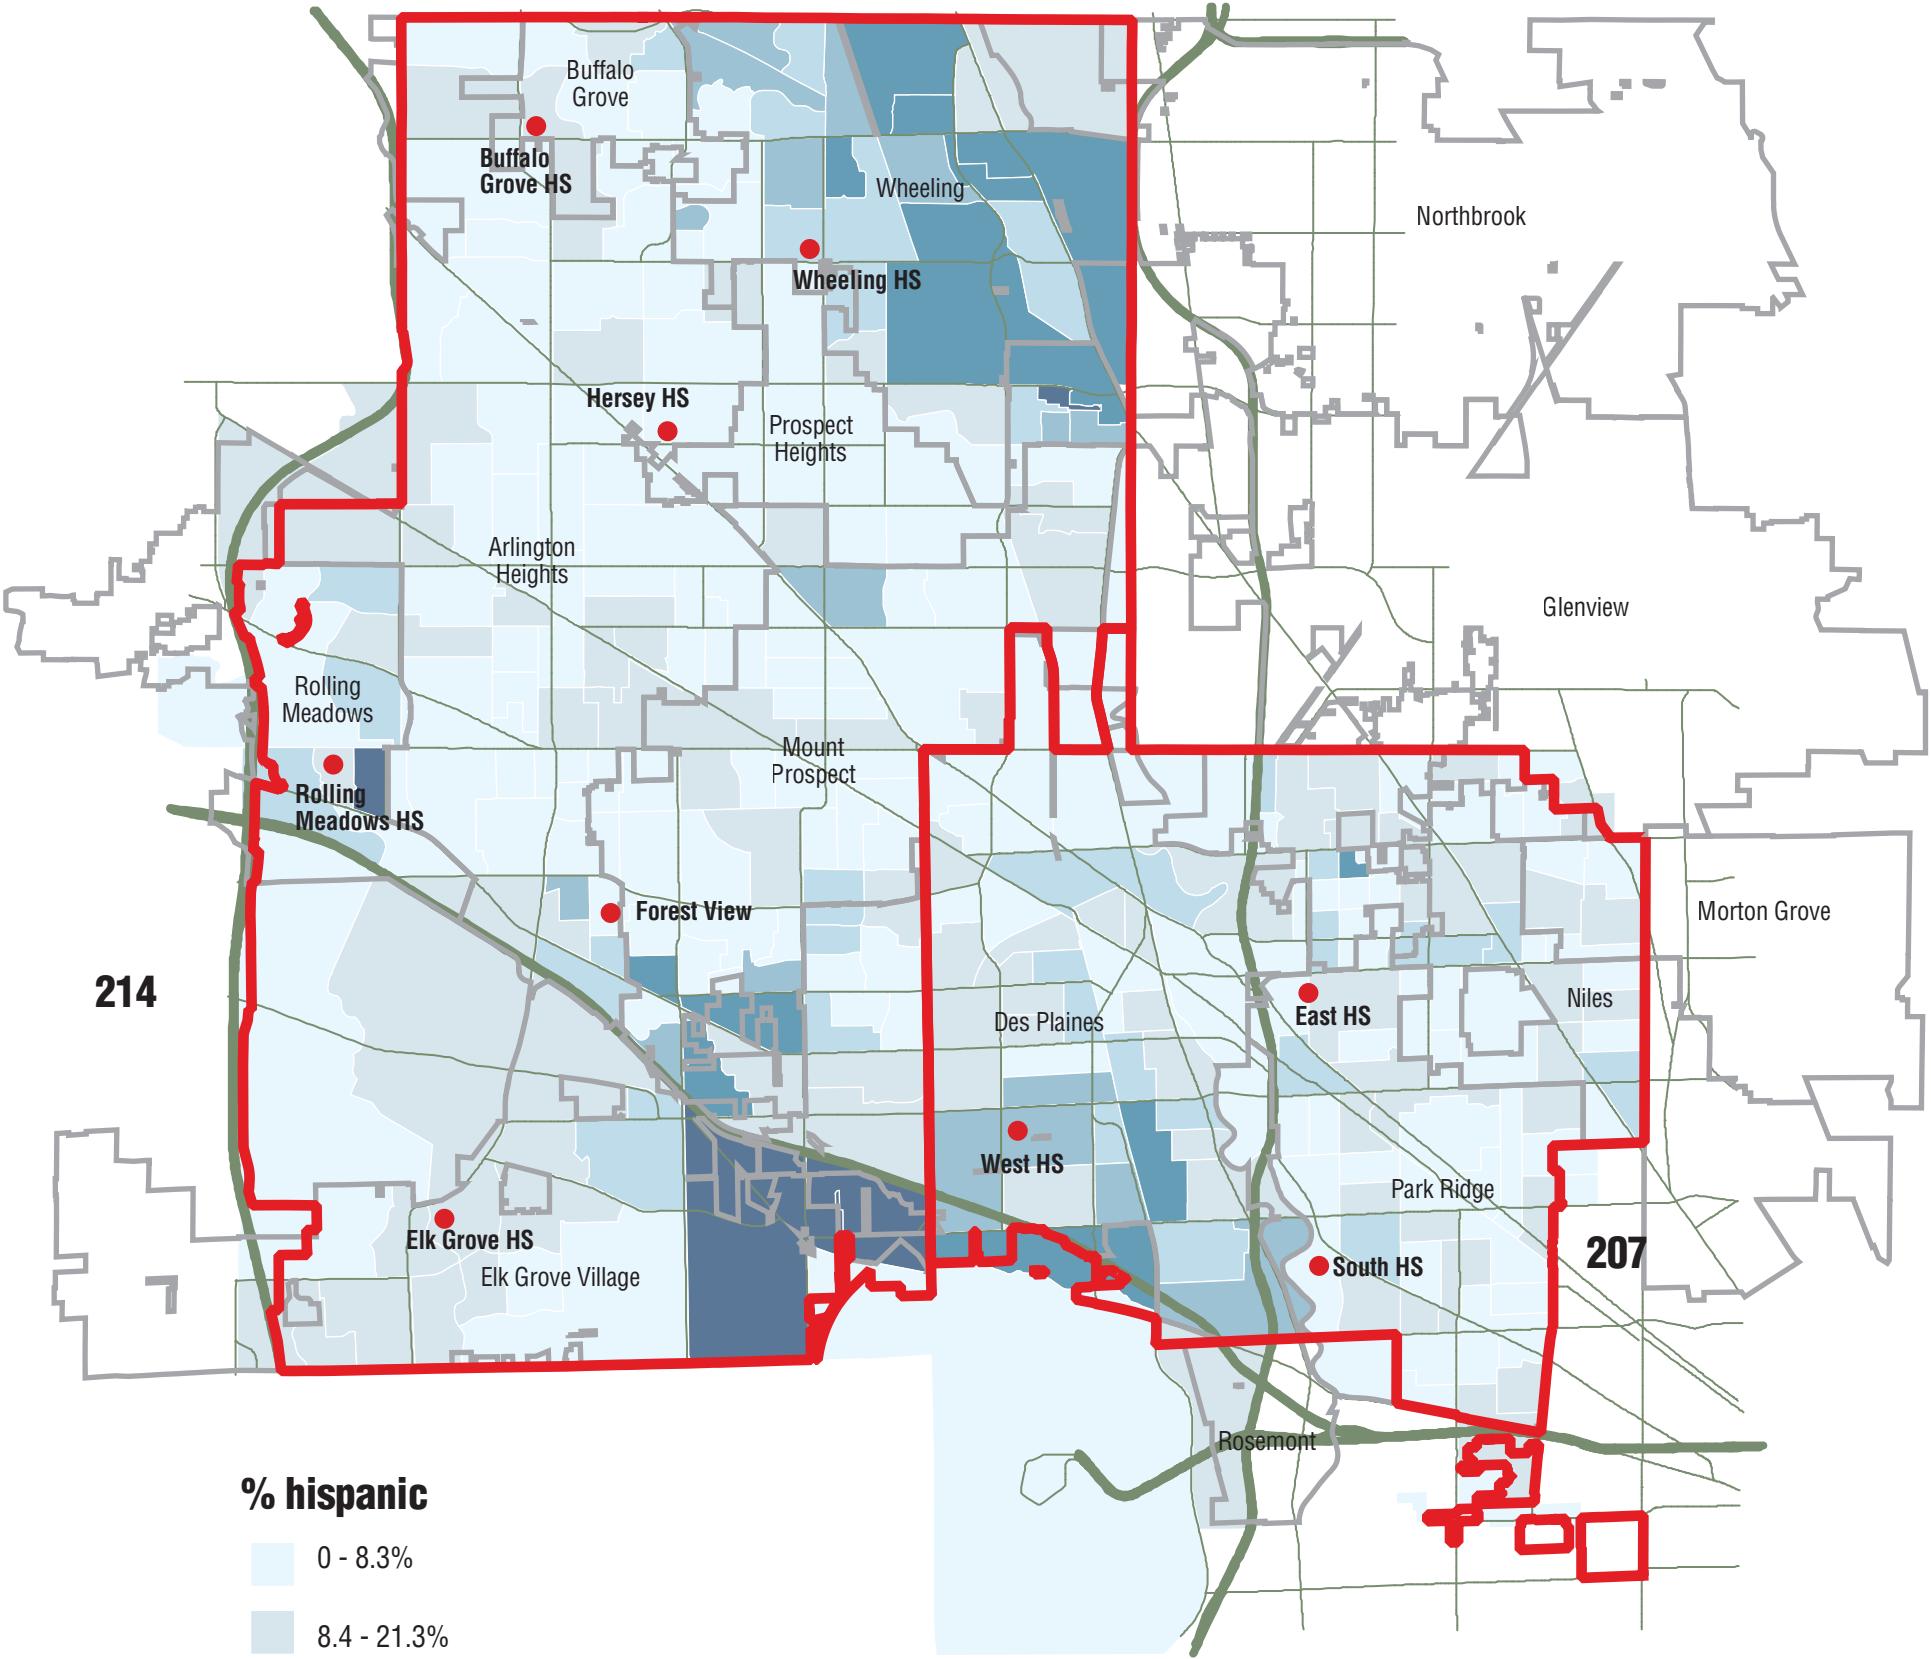 Buffalo
Grove
Buffalo
Grove HS
Wheeling
Northbrook
Wheeling HS
Hersey HS
Prospect
Heights
Arlington
Heights
Glenview
Rolling
Meadows
Mount
Prospect
Rolling
Meadows HS
Forest View
Morton Grove
214
Niles
Des Plaines
East HS
West HS
Park Ridge
Elk Grove HS
207
South HS
Elk Grove Village
Rosemont
% hispanic
0 - 8.3%
8.4 - 21.3%